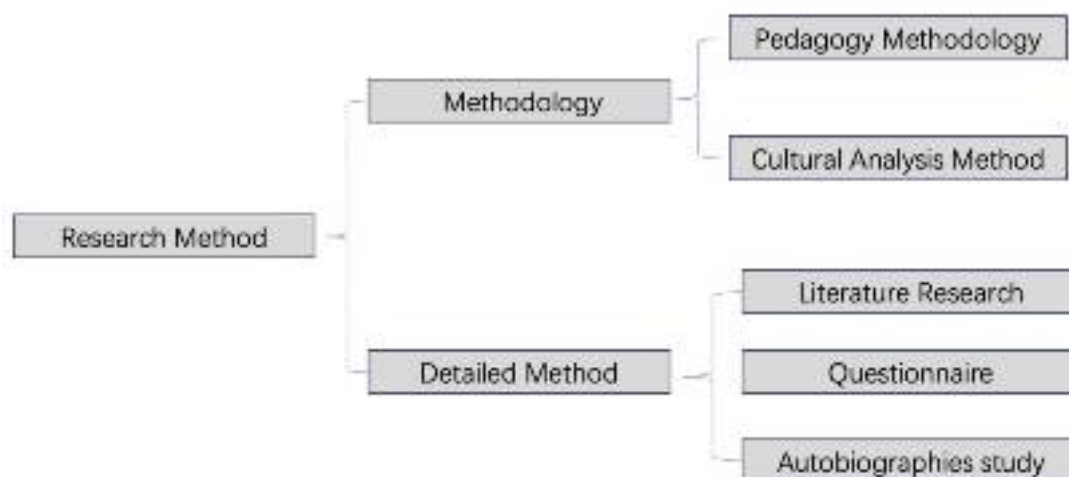 Research Method
Methodology
Pedagogy Methodology
Cultural Analysis Method
Detailed Method
Literature Research
Questionnaire
Autobiographies study